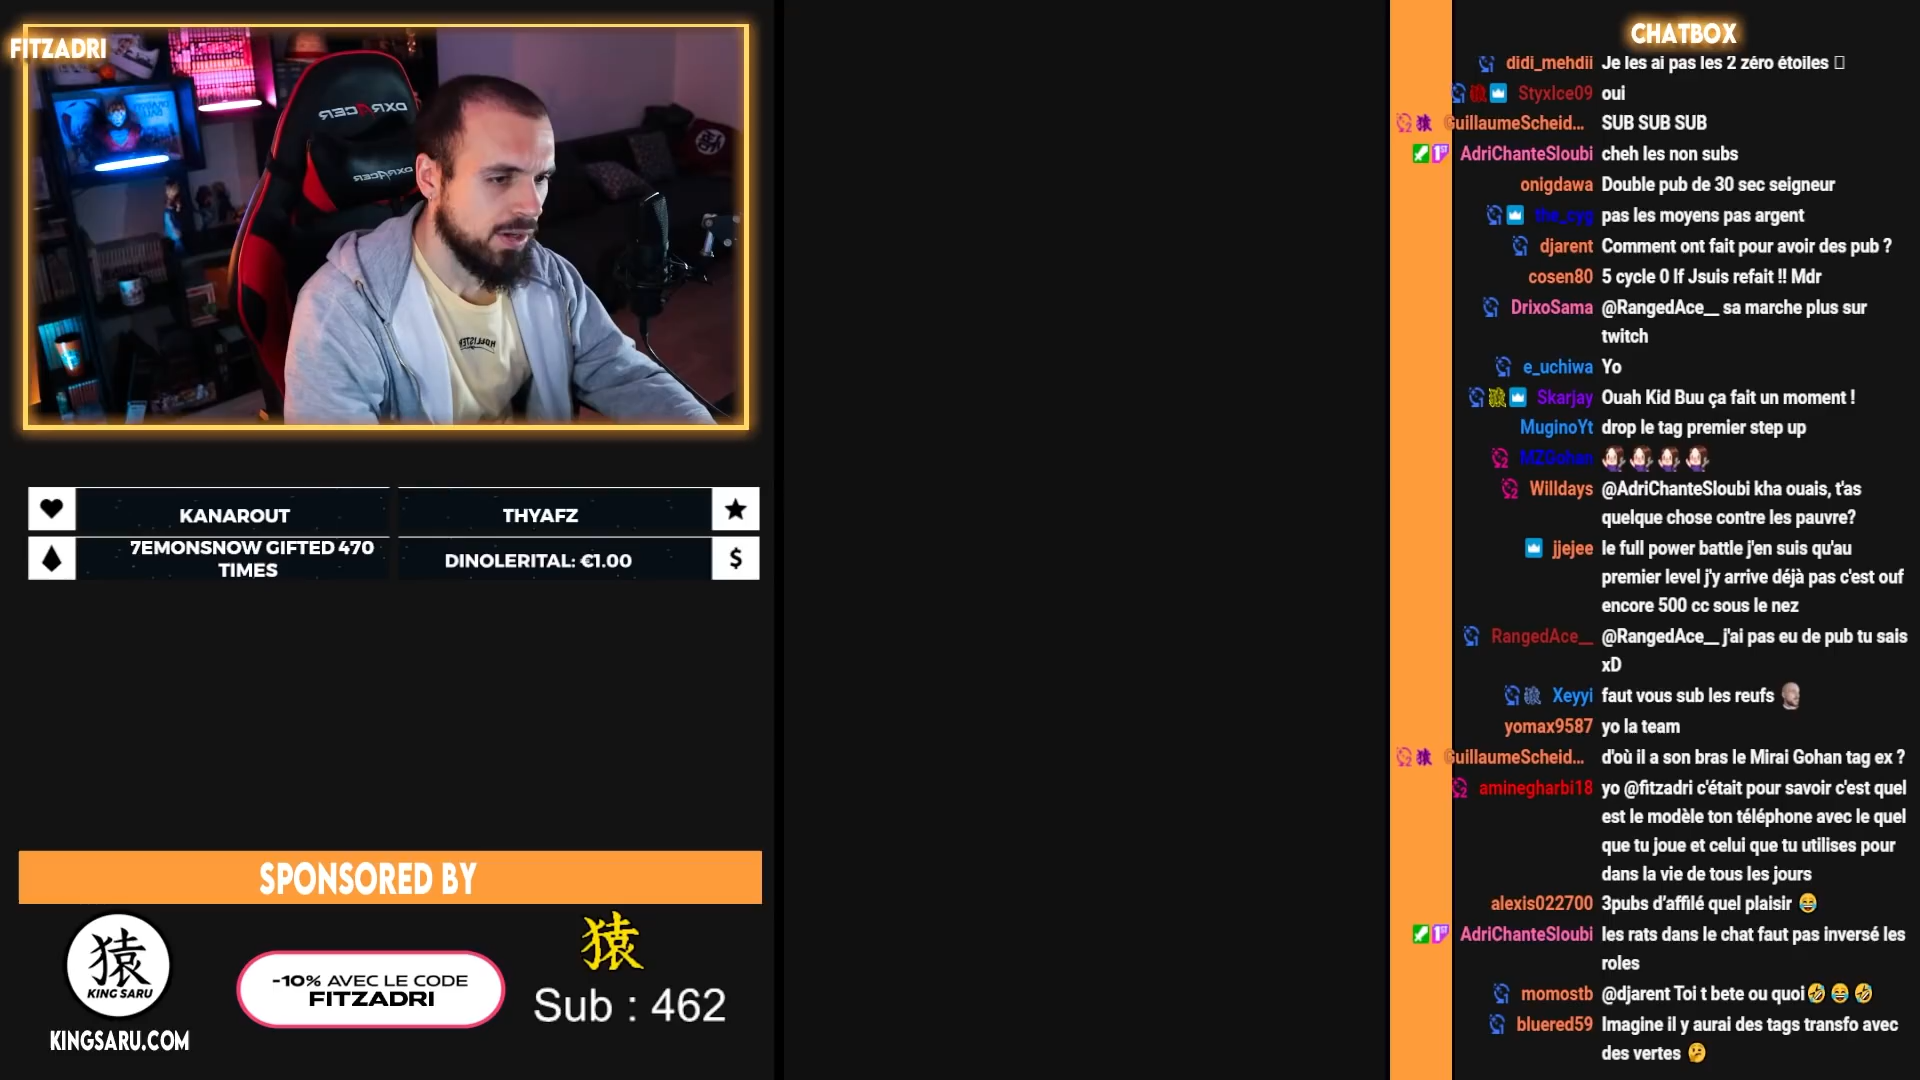 FITZADRI
DXRACER
DXRACER
HOLLISTER
KANAROUT
THYAFZ
7EMONSNOW GIFTED 470
TIMES
DINOLERITAL: €1.00
$
SPONSORED BY
猿
KING SARU
KINGSARU.COM
-10% AVEC LE CODE
FITZADRI
猿
Sub : 462
CHATBOX
didi_mehdii Je les ai pas les 2 zéro étoiles
StyxIce09 oui
GuillaumeScheid... SUB SUB SUB
AdriChanteSloubi cheh les non subs
onigdawa Double pub de 30 sec seigneur
the_cyg pas les moyens pas argent
djarent Comment ont fait pour avoir des pub ?
cosen80 5 cycle 0 lf Jsuis refait !! Mdr
DrixoSama @RangedAce__ sa marche plus sur
twitch
e_uchiwa Yo
Skarjay Ouah Kid Buu ça fait un moment !
MuginoYt drop le tag premier step up
MZGohan
Willdays @AdriChanteSloubi kha ouais, t'as
quelque chose contre les pauvre?
jjejee le full power battle j'en suis qu'au
premier level j'y arrive déjà pas c'est ouf
encore 500 cc sous le nez
RangedAce__ @RangedAce__ j'ai pas eu de pub tu sais
xD
Xeyyi faut vous sub les reufs
yomax9587 yo la team
GuillaumeScheid... d'où il a son bras le Mirai Gohan tag ex ?
aminegharbi18 yo @fitzadri c'était pour savoir c'est quel
est le modèle ton téléphone avec le quel
que tu joue et celui que tu utilises pour
dans la vie de tous les jours
alexis022700 3pubs d’affilé quel plaisir 😂
AdriChanteSloubi les rats dans le chat faut pas inversé les
roles
momostb @djarent Toi t bete ou quoi🤣😂🤣
bluered59 Imagine il y aurai des tags transfo avec
des vertes 🤔